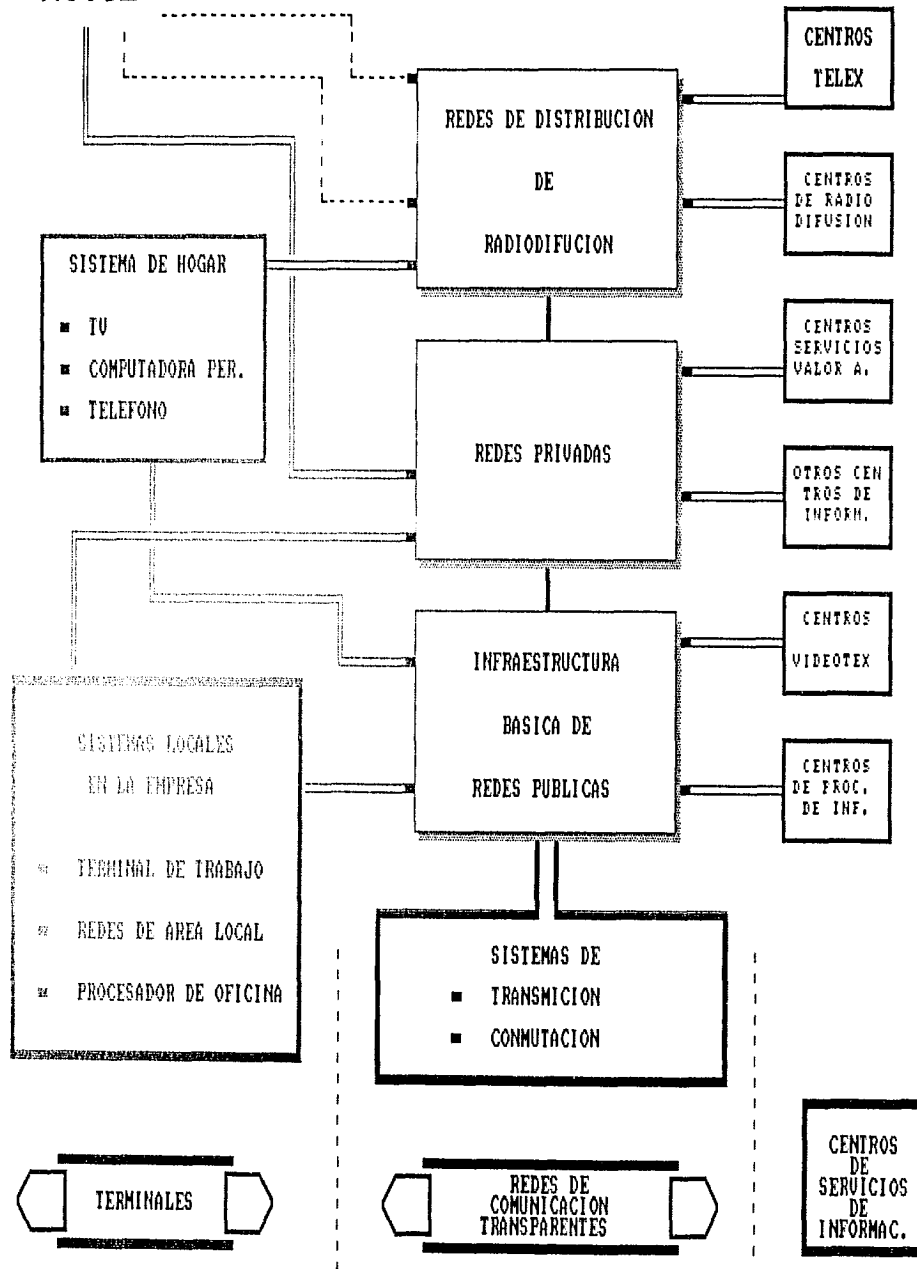 CENTROS
TELEX
REDES DE DISTRIBUCION
DE
RADIODIFUCION
CENTROS
DE RADIO
DIFUSION
SISTEMA DE HOGAR
TV
COMPUTADORA PER.
TELEFONO
CENTROS
SERVICIOS
VALOR A.
REDES PRIVADAS
OTROS CEN
TROS DE
INFORM.
INFRAESTRUCTURA
BASICA DE
REDES PUBLICAS
CENTROS
VIDEOTEX
CENTROS
DE PROC.
DE INF.
SISTEMAS LOCALES
EN LA EMPRESA
TERMINAL DE TRABAJO
REDES DE AREA LOCAL
PROCESADOR DE OFICINA
SISTEMAS DE
TRANSMICION
CONMUTACION
TERMINALES
REDES DE
COMUNICACION
TRANSPARENTES
CENTROS
DE
SERVICIOS
DE
INFORMAC.